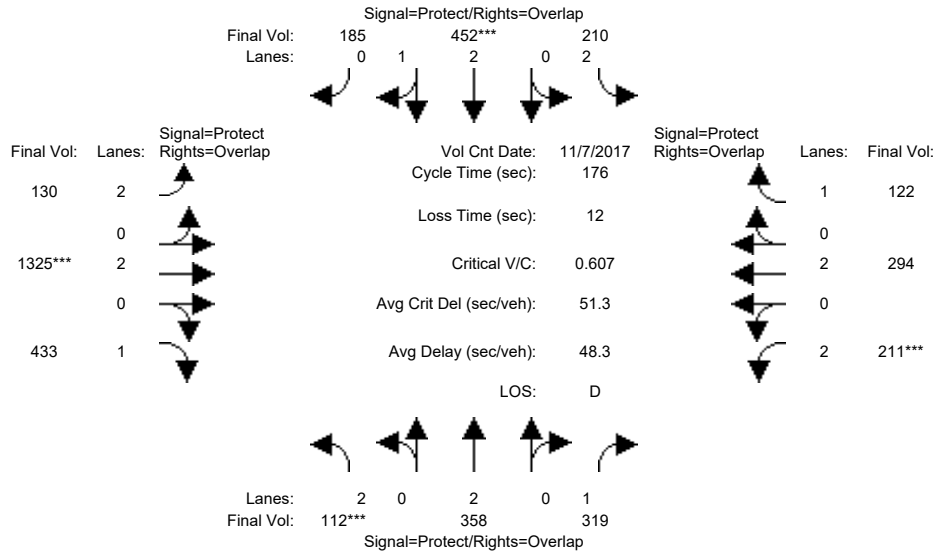 Signal=Protect/Rights=Overlap
Final Vol: 185 452*** 210
Lanes: 0 1 2 0 2
Signal=Protect
Final Vol: Lanes: Rights=Overlap
Vol Cnt Date: 11/7/2017
Signal=Protect
Rights=Overlap Lanes: Final Vol:
Cycle Time (sec): 176
130 2
1 122
Loss Time (sec): 12
0
0
1325*** 2
Critical V/C: 0.607
2 294
0
Avg Crit Del (sec/veh): 51.3
0
433 1
Avg Delay (sec/veh): 48.3
2 211***
LOS: D
Lanes: 2 0 2 0 1
Final Vol: 112*** 358 319
Signal=Protect/Rights=Overlap